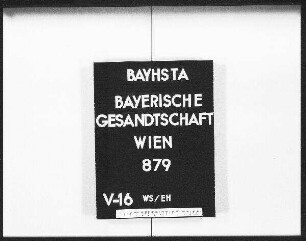 BAYHSTA
BAYERISCHE
GESANDTSCHAFT
WIEN
879
V-16 WS/EH